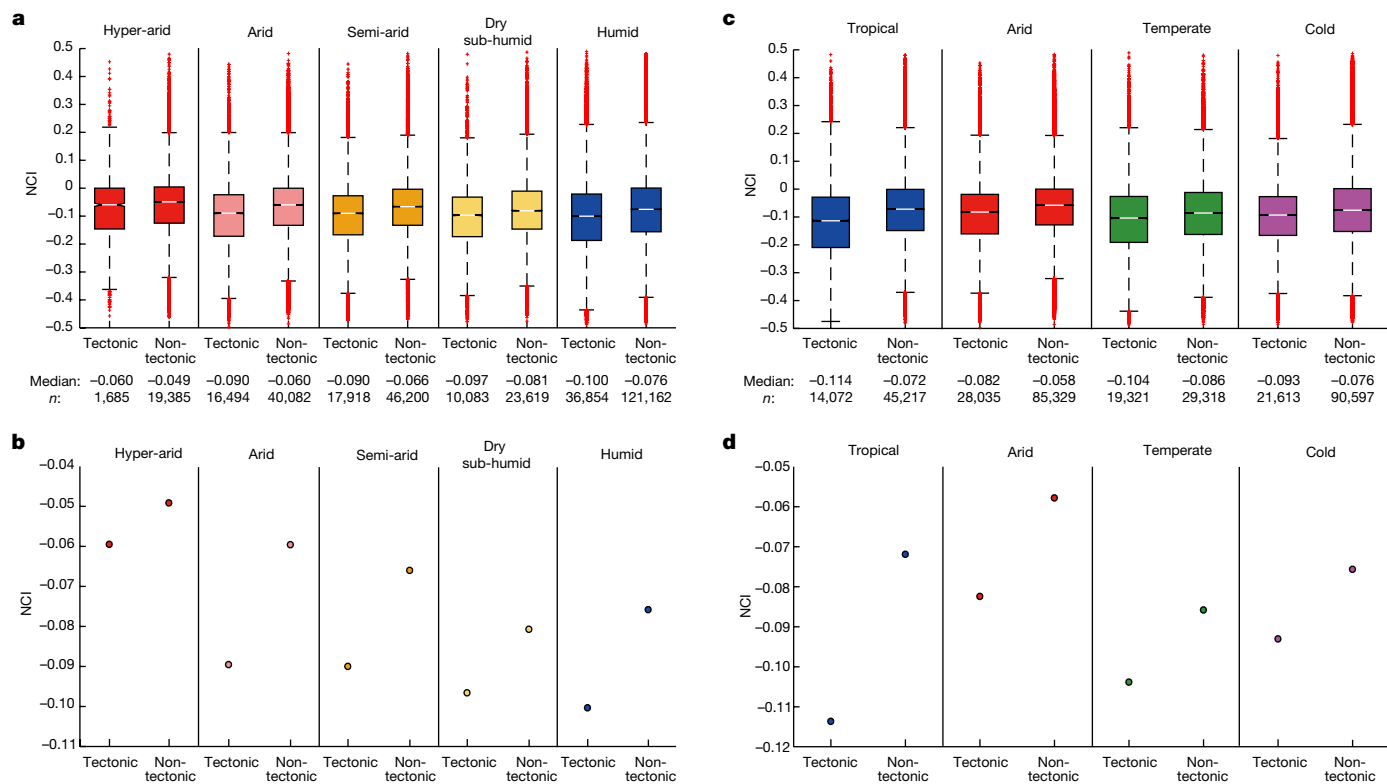 a
Hyper-arid Arid Semi-arid Dry sub-humid Humid
0.5
0.4
0.3
0.2
0.1
0
–0.1
–0.2
–0.3
–0.4
–0.5
NCI
Tectonic Non-tectonic Tectonic Non-tectonic Tectonic Non-tectonic Tectonic Non-tectonic Tectonic Non-tectonic
Median: –0.060 –0.049 –0.090 –0.060 –0.090 –0.066 –0.097 –0.081 –0.100 –0.076
n: 1,685 19,385 16,494 40,082 17,918 46,200 10,083 23,619 36,854 121,162
b
Hyper-arid Arid Semi-arid Dry sub-humid Humid
–0.04
–0.05
–0.06
–0.07
–0.08
–0.09
–0.10
–0.11
NCI
Tectonic Non-tectonic Tectonic Non-tectonic Tectonic Non-tectonic Tectonic Non-tectonic Tectonic Non-tectonic
c
Tropical Arid Temperate Cold
0.5
0.4
0.3
0.2
0.1
0
–0.1
–0.2
–0.3
–0.4
–0.5
NCI
Tectonic Non-tectonic Tectonic Non-tectonic Tectonic Non-tectonic Tectonic Non-tectonic
Median: –0.114 –0.072 –0.082 –0.058 –0.104 –0.086 –0.093 –0.076
n: 14,072 45,217 28,035 85,329 19,321 29,318 21,613 90,597
d
Tropical Arid Temperate Cold
–0.05
–0.06
–0.07
–0.08
–0.09
–0.10
–0.11
–0.12
NCI
Tectonic Non-tectonic Tectonic Non-tectonic Tectonic Non-tectonic Tectonic Non-tectonic